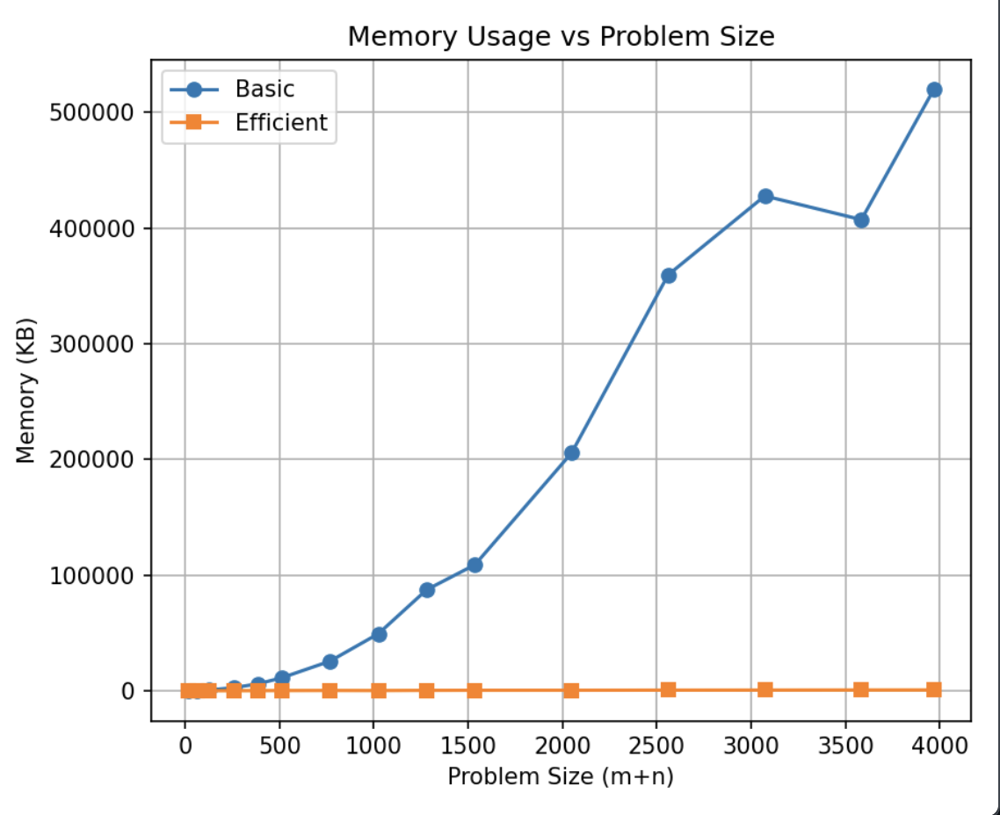 Memory Usage vs Problem Size
Basic
Efficient
500000
400000
300000
200000
100000
0
Memory (KB)
0 500 1000 1500 2000 2500 3000 3500 4000
Problem Size (m+n)